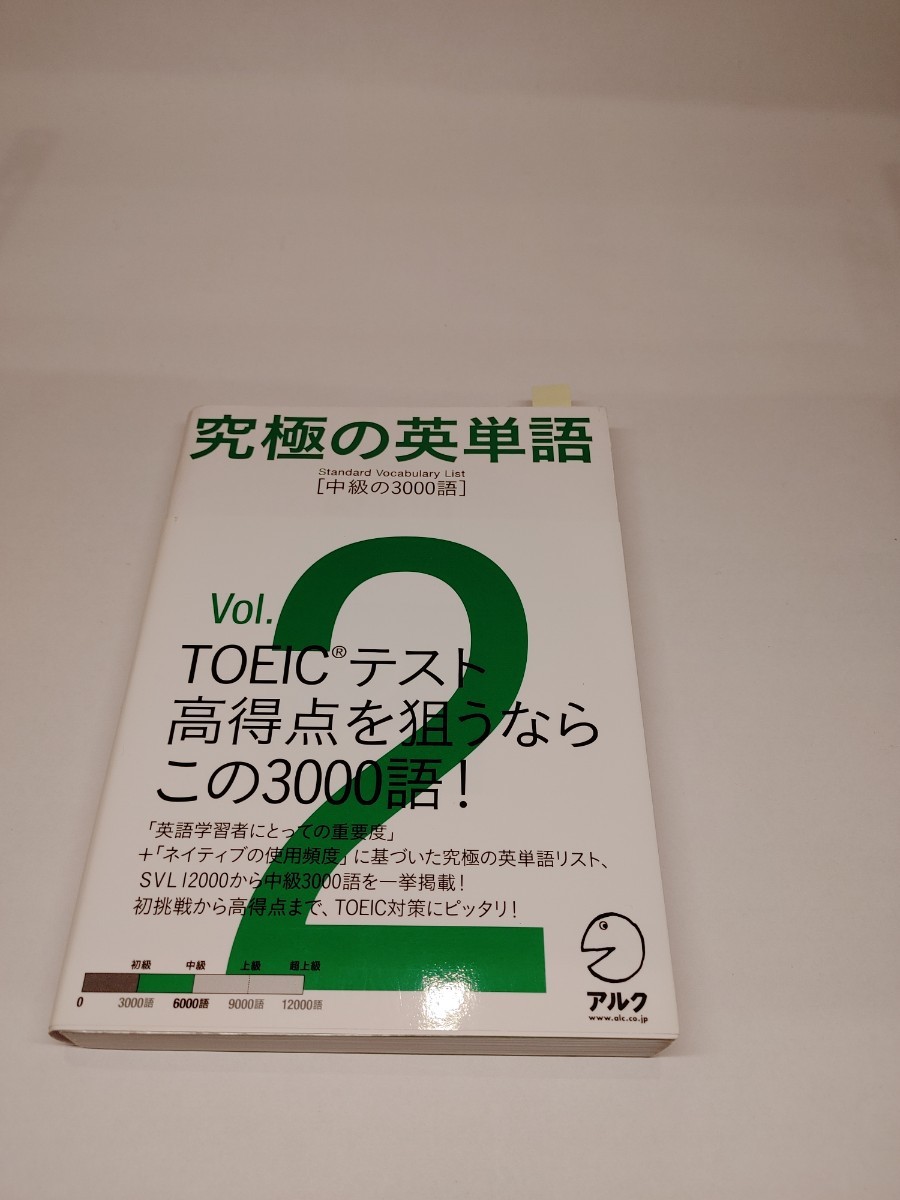 究極の英単語
Standard Vocabulary List
［中級の3000語］
Vol.
2
TOEIC®テスト
高得点を狙うなら
この3000語！
「英語学習者にとっての重要度」
＋「ネイティブの使用頻度」に基づいた究極の英単語リスト、
SVL12000から中級3000語を一挙掲載！
初挑戦から高得点まで、TOEIC対策にピッタリ！
初級 中級 上級 超上級
0 3000語 6000語 9000語 12000語
アルク
www.alc.co.jp